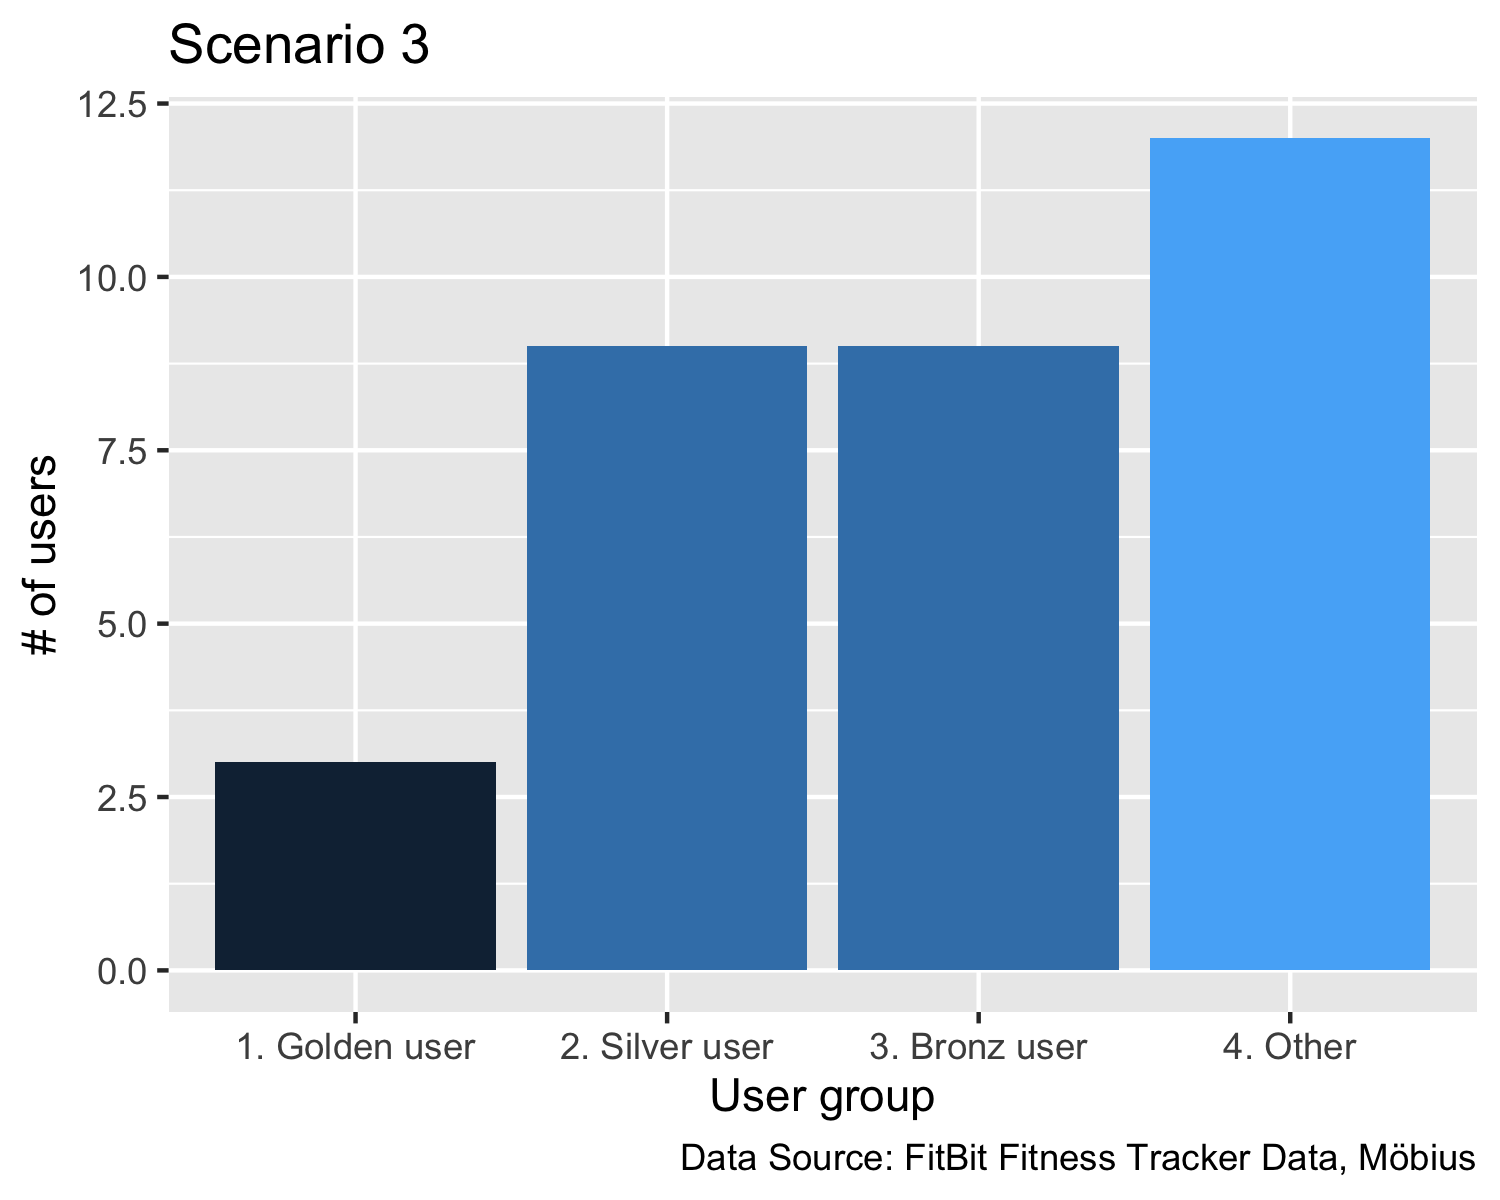 Scenario 3
12.5
10.0
7.5
5.0
2.5
0.0
# of users
1. Golden user
2. Silver user
3. Bronz user
4. Other
User group
Data Source: FitBit Fitness Tracker Data, Möbius